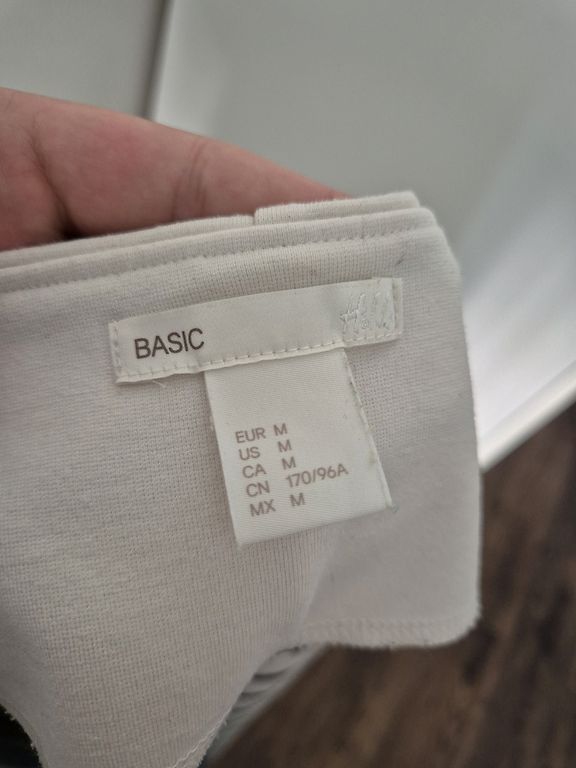 BASIC H&M
EUR M
US M
CA M
CN 170/96A
MX M